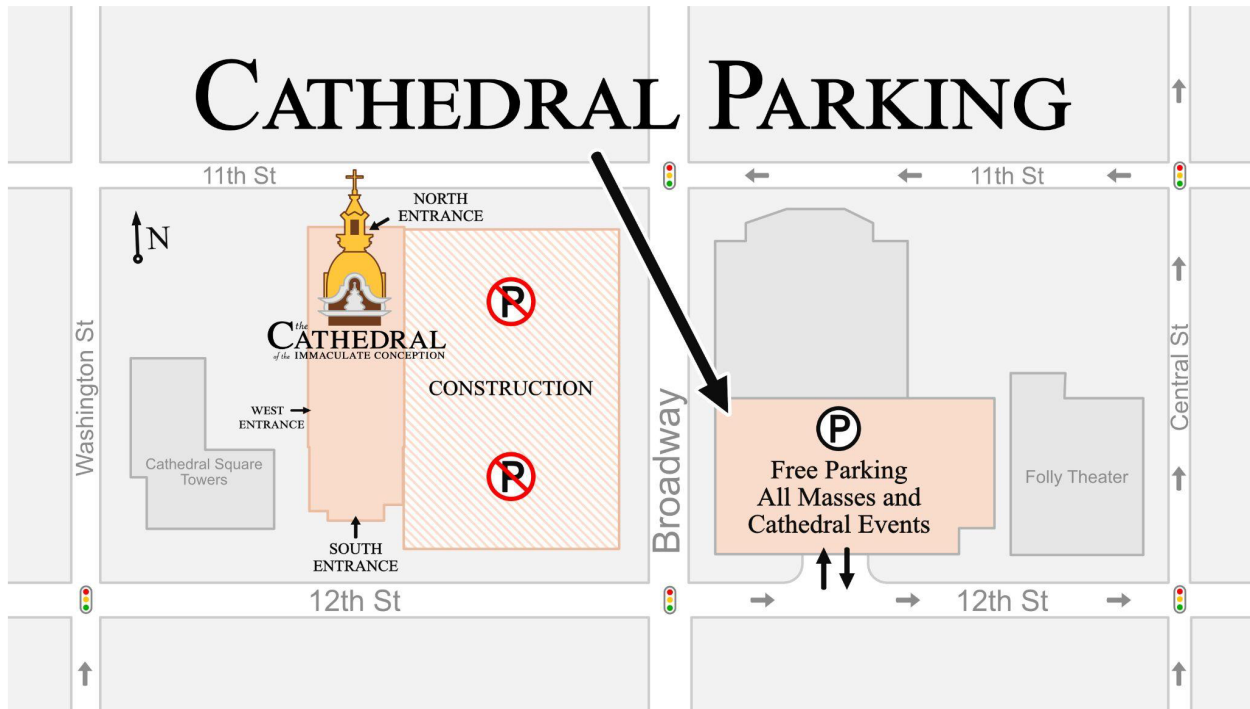 CATHEDRAL PARKING
11th St
11th St
N
NORTH
ENTRANCE
the
CATHEDRAL
of the IMMACULATE CONCEPTION
P
CONSTRUCTION
WEST
ENTRANCE
P
Cathedral Square
Towers
SOUTH
ENTRANCE
Washington St
Broadway
P
Free Parking
All Masses and
Cathedral Events
Folly Theater
Central St
12th St
12th St